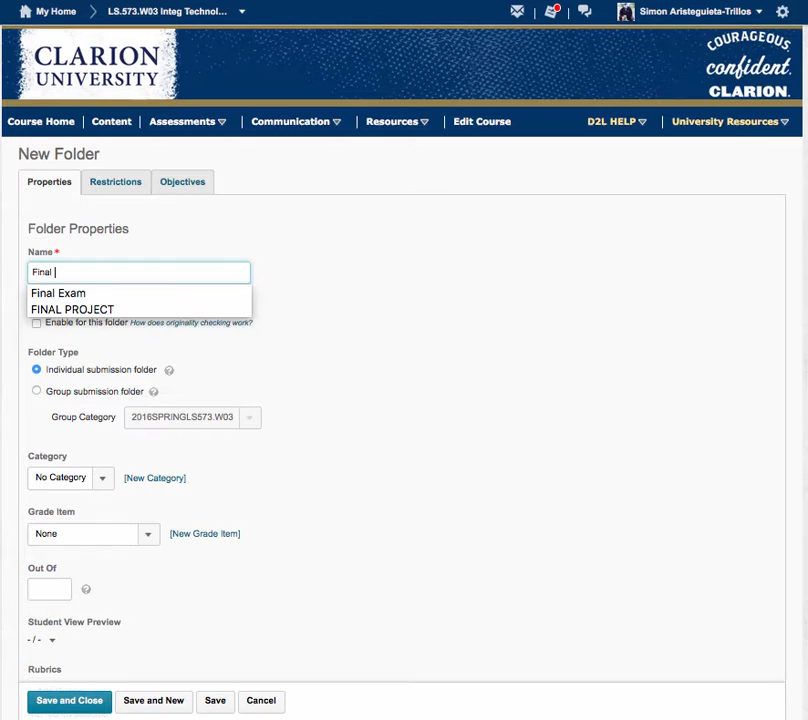 My Home
LS.573.W03 Integ Technol...
Simon Aristeguieta-Trillos
CLARION
UNIVERSITY
COURAGEOUS,
confident.
CLARION.
Course Home
Content
Assessments
Communication
Resources
Edit Course
D2L HELP
University Resources
New Folder
Properties
Restrictions
Objectives
Folder Properties
Name *
Final
Final Exam
FINAL PROJECT
Enable for this folder How does originality checking work?
Folder Type
Individual submission folder
Group submission folder
Group Category 2016SPRINGLS573.W03
Category
No Category [New Category]
Grade Item
None [New Grade Item]
Out Of
Student View Preview
- / -
Rubrics
Save and Close
Save and New
Save
Cancel